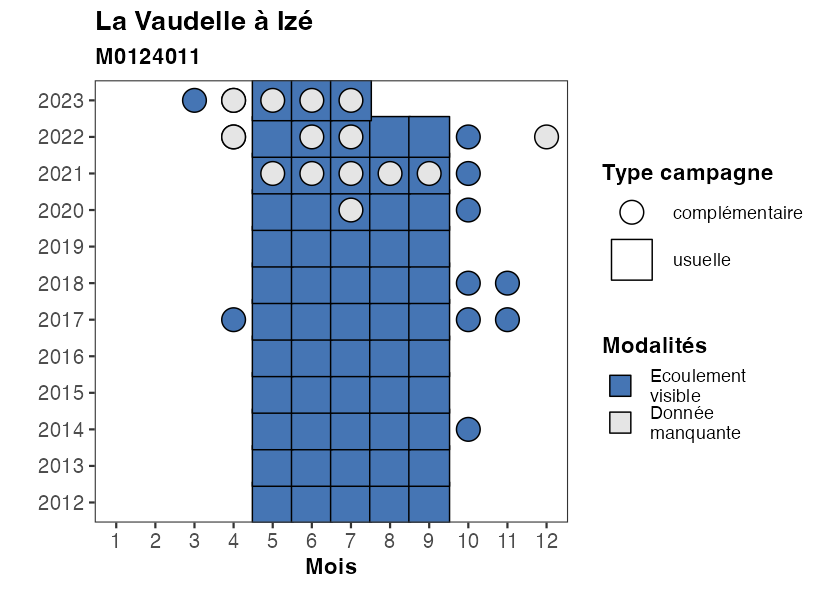 La Vaudelle à Izé
M0124011
2023
2022
2021
2020
2019
2018
2017
2016
2015
2014
2013
2012
1 2 3 4 5 6 7 8 9 10 11 12
Mois
Type campagne
complémentaire
usuelle
Modalités
Ecoulement
visible
Donnée
manquante